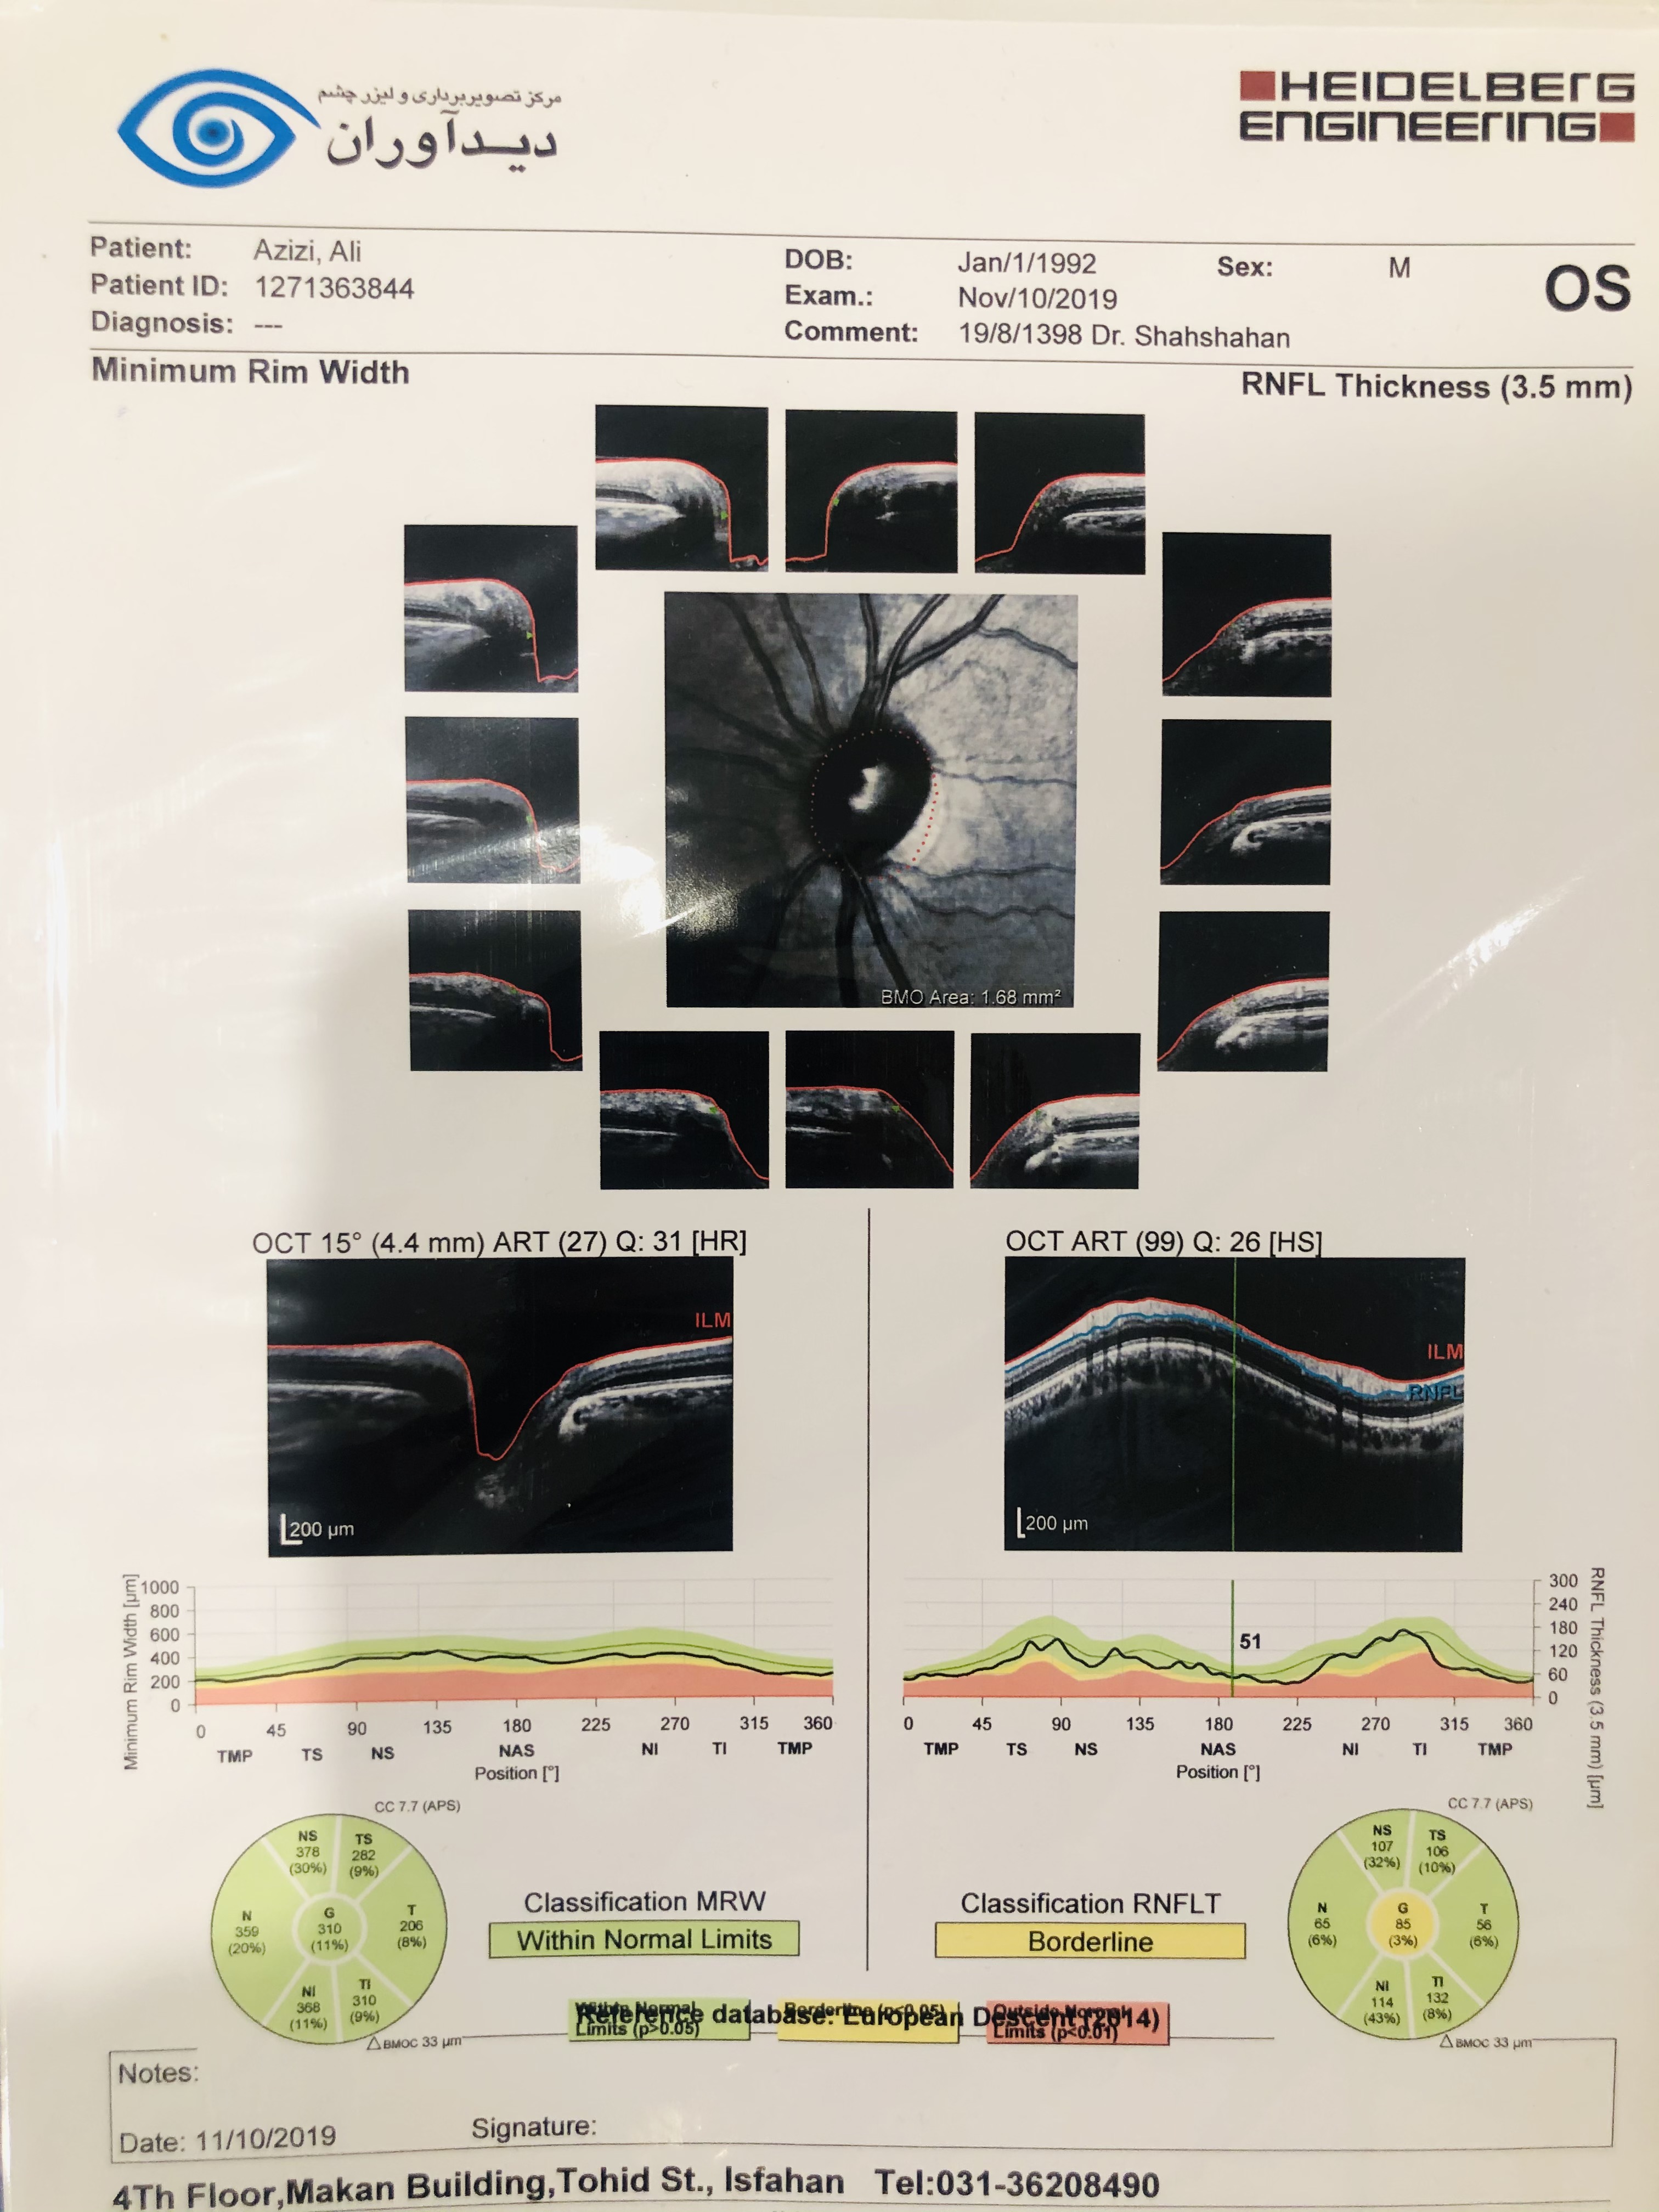 مرکز تصویربرداری و لیزر چشم
دیـدآوران
HEIDELBERG
ENGINEERING
Patient: Azizi, Ali
Patient ID: 1271363844
Diagnosis: ---
DOB: Jan/1/1992 Sex: M
Exam.: Nov/10/2019
Comment: 19/8/1398 Dr. Shahshahan
OS
Minimum Rim Width
RNFL Thickness (3.5 mm)
BMO Area: 1.68 mm²
OCT 15° (4.4 mm) ART (27) Q: 31 [HR]
ILM
200 µm
OCT ART (99) Q: 26 [HS]
ILM
RNFL
200 µm
Minimum Rim Width [µm]
1000
800
600
400
200
0
0 45 90 135 180 225 270 315 360
TMP TS NS NAS NI TI TMP
Position [°]
51
300
240
180
120
60
0
RNFL Thickness (3.5 mm) [µm]
0 45 90 135 180 225 270 315 360
TMP TS NS NAS NI TI TMP
Position [°]
CC 7.7 (APS)
NS
378
(30%)
TS
282
(9%)
N
359
(20%)
G
310
(11%)
T
206
(8%)
NI
368
(11%)
TI
310
(9%)
△ BMOC 33 µm
Classification MRW
Within Normal Limits
Classification RNFLT
Borderline
CC 7.7 (APS)
NS
107
(32%)
TS
106
(10%)
N
65
(6%)
G
85
(3%)
T
56
(6%)
NI
114
(43%)
TI
132
(8%)
△ BMOC 33 µm
Within Normal
Limits (p>0.05)
Borderline (p<0.05)
Outside Normal
Limits (p<0.01)
Reference database: European Descent (2014)
Notes:
Date: 11/10/2019 Signature:
4Th Floor,Makan Building,Tohid St., Isfahan Tel:031-36208490